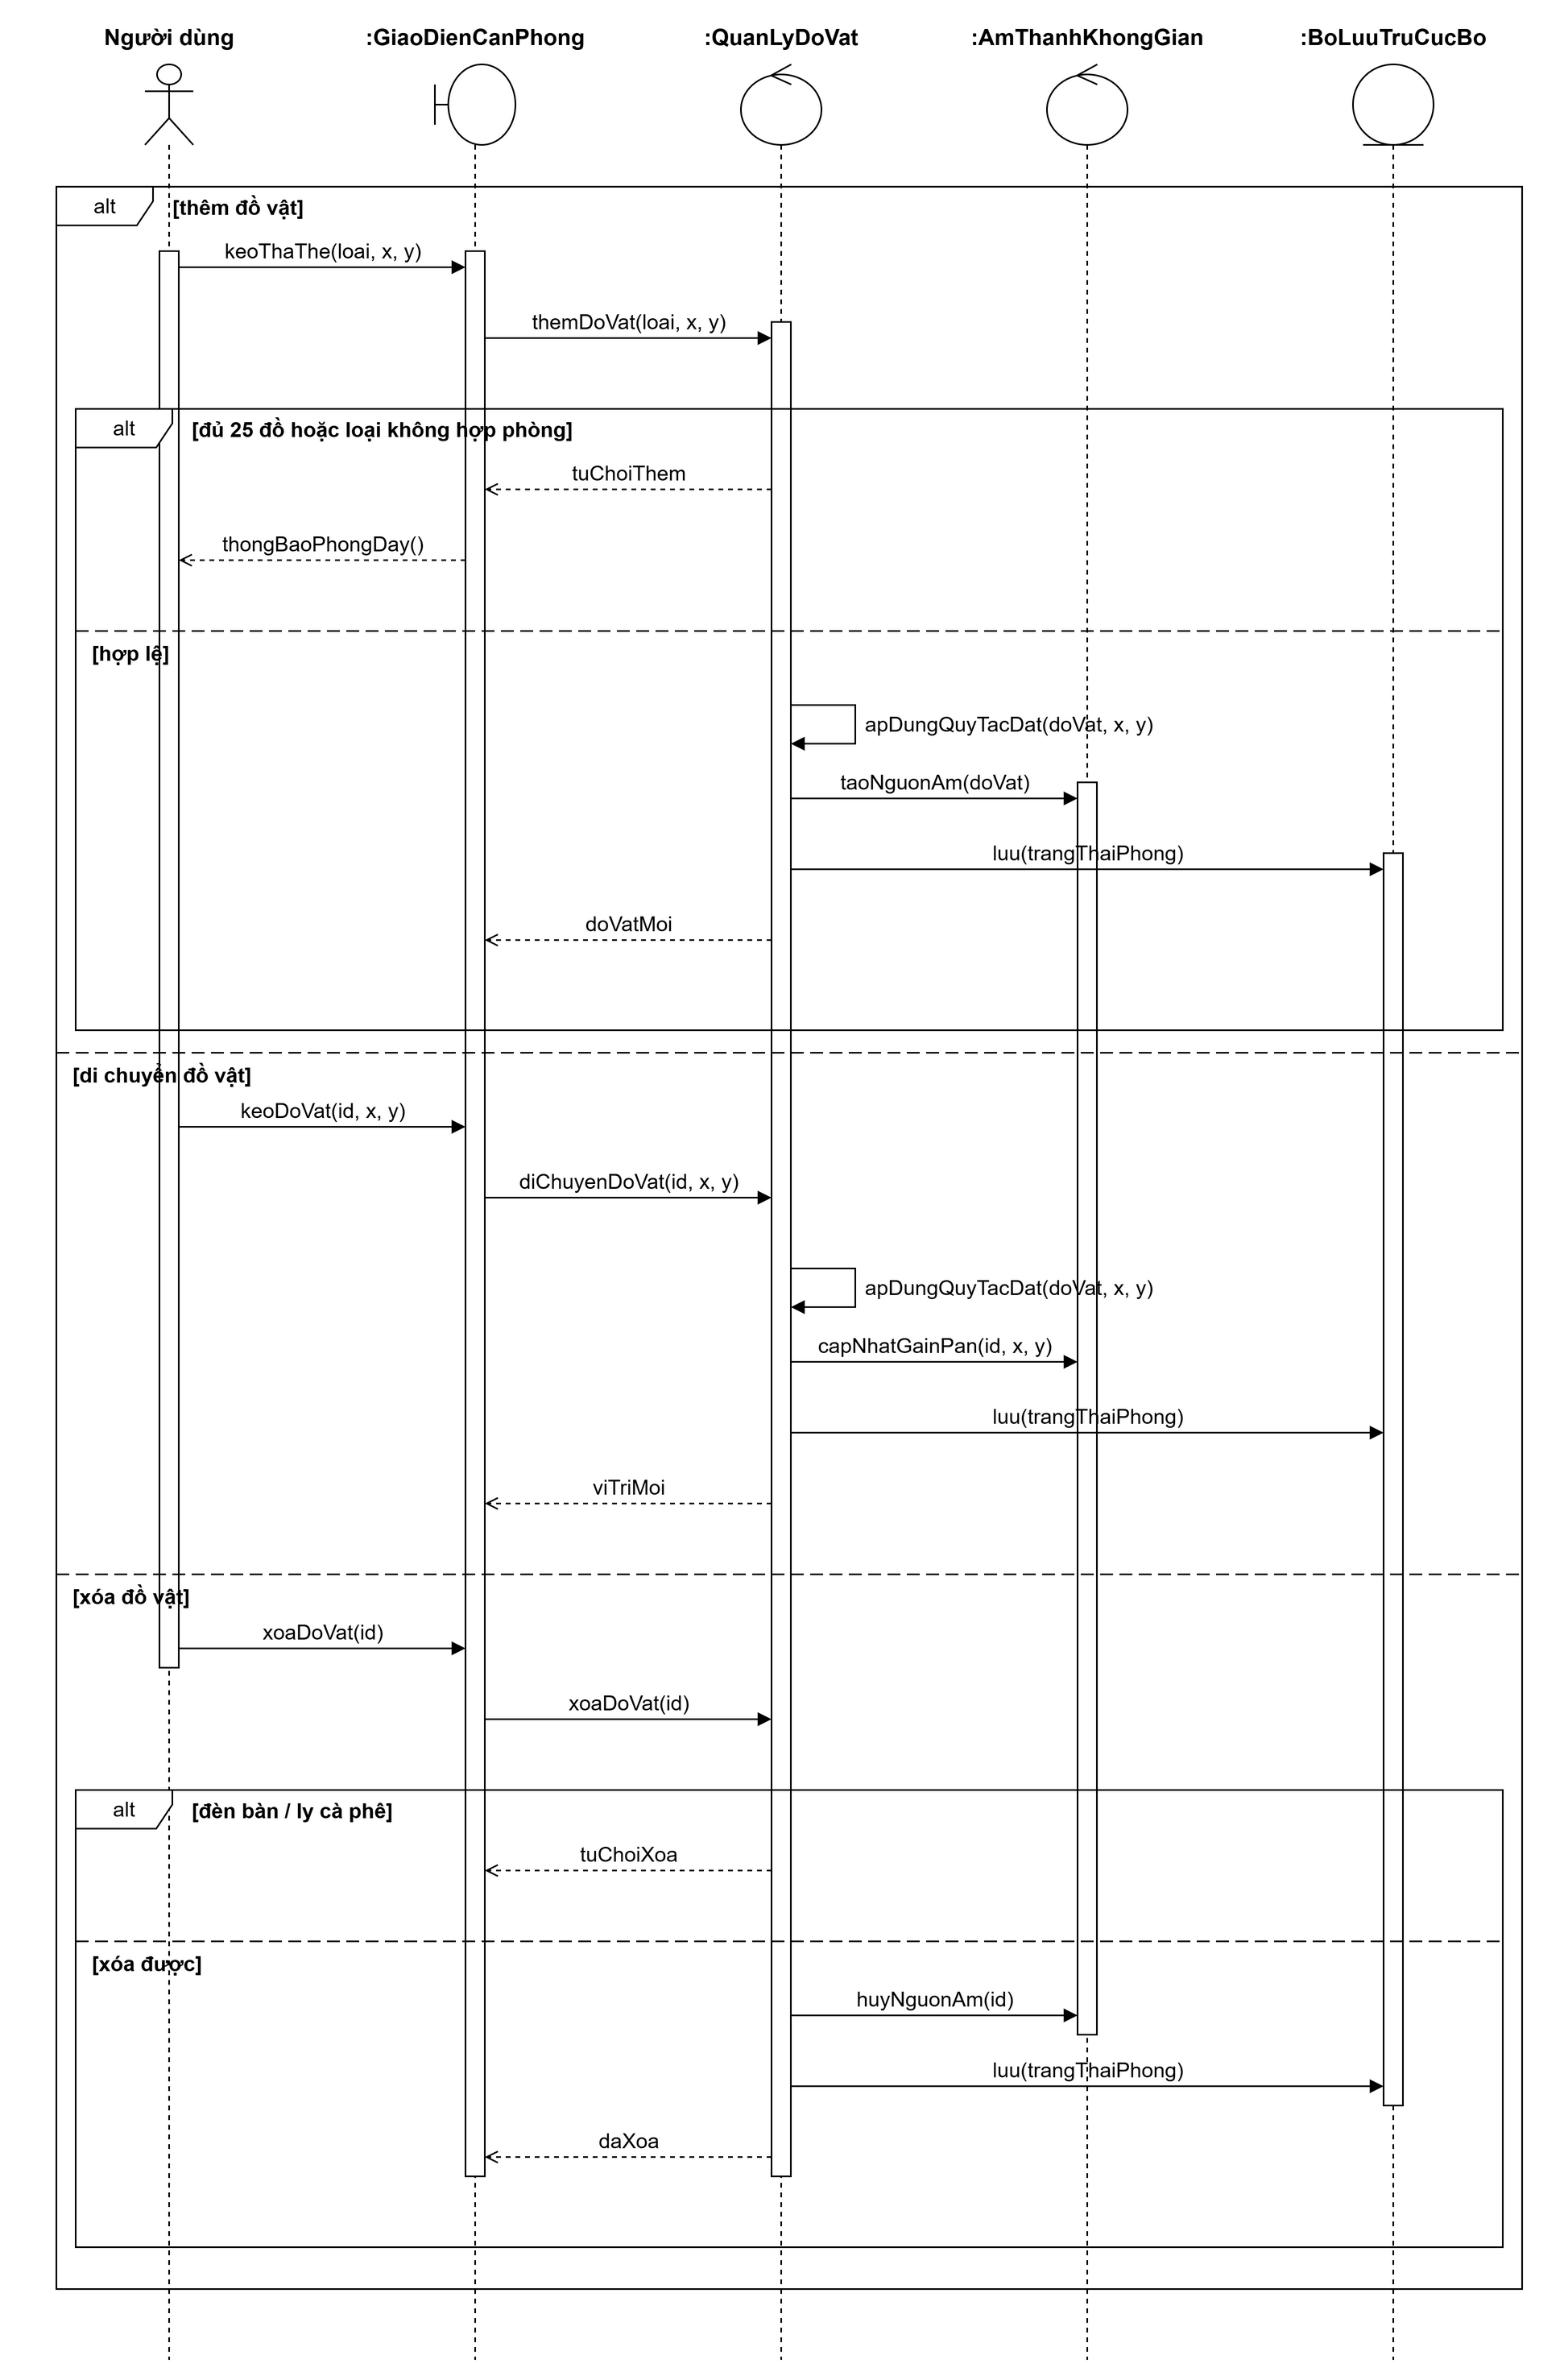 Người dùng
:GiaoDienCanPhong
:QuanLyDoVat
:AmThanhKhongGian
:BoLuuTruCucBo
alt
[thêm đồ vật]
keoThaThe(loai, x, y)
themDoVat(loai, x, y)
alt
[đủ 25 đồ hoặc loại không hợp phòng]
tuChoiThem
thongBaoPhongDay()
[hợp lệ]
apDungQuyTacDat(doVat, x, y)
taoNguonAm(doVat)
luu(trangThaiPhong)
doVatMoi
[di chuyển đồ vật]
keoDoVat(id, x, y)
diChuyenDoVat(id, x, y)
apDungQuyTacDat(doVat, x, y)
capNhatGainPan(id, x, y)
luu(trangThaiPhong)
viTriMoi
[xóa đồ vật]
xoaDoVat(id)
xoaDoVat(id)
alt
[đèn bàn / ly cà phê]
tuChoiXoa
[xóa được]
huyNguonAm(id)
luu(trangThaiPhong)
daXoa